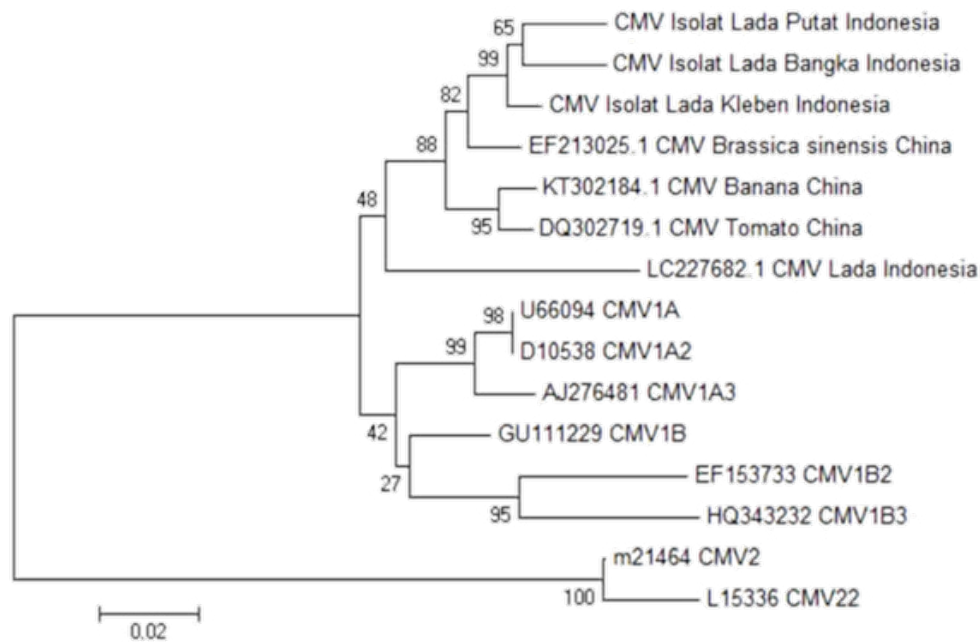 65
CMV Isolat Lada Putat Indonesia
99
CMV Isolat Lada Bangka Indonesia
82
CMV Isolat Lada Kleben Indonesia
88
EF213025.1 CMV Brassica sinensis China
48
KT302184.1 CMV Banana China
95
DQ302719.1 CMV Tomato China
LC227682.1 CMV Lada Indonesia
98
U66094 CMV1A
99
D10538 CMV1A2
AJ276481 CMV1A3
42
GU111229 CMV1B
27
EF153733 CMV1B2
95
HQ343232 CMV1B3
m21464 CMV2
100
L15336 CMV22
0.02